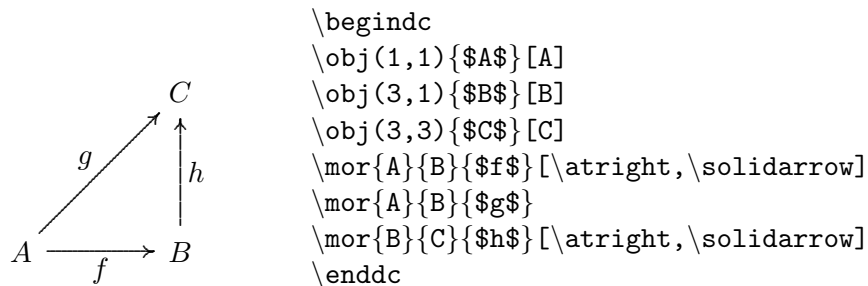 \begindc
\obj(1,1){$A$}[A]
\obj(3,1){$B$}[B]
\obj(3,3){$C$}[C]
\mor{A}{B}{$f$}[\atright,\solidarrow]
\mor{A}{B}{$g$}
\mor{B}{C}{$h$}[\atright,\solidarrow]
\enddc
C
g
h
A
B
f